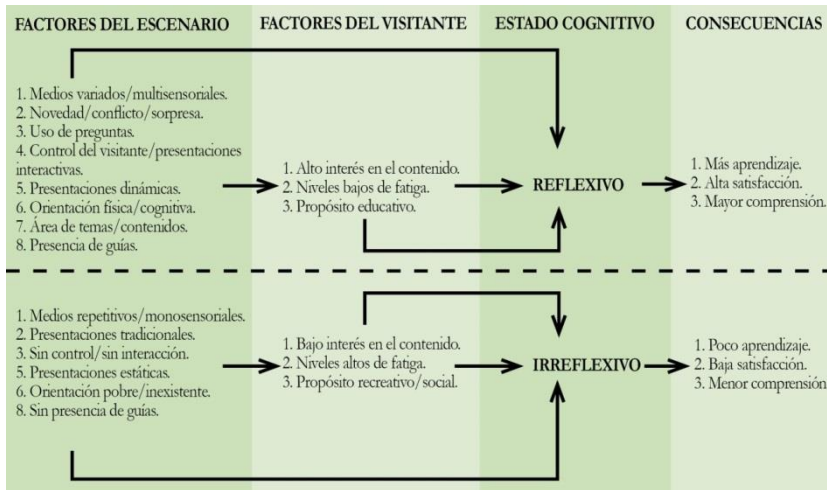 FACTORES DEL ESCENARIO
FACTORES DEL VISITANTE
ESTADO COGNITIVO
CONSECUENCIAS
1. Medios variados/multisensoriales.
2. Novedad/conflicto/sorpresa.
3. Uso de preguntas.
4. Control del visitante/presentaciones
interactivas.
5. Presentaciones dinámicas.
6. Orientación física/cognitiva.
7. Área de temas/contenidos.
8. Presencia de guías.
1. Alto interés en el contenido.
2. Niveles bajos de fatiga.
3. Propósito educativo.
REFLEXIVO
1. Más aprendizaje.
2. Alta satisfacción.
3. Mayor comprensión.
1. Medios repetitivos/monosensoriales.
2. Presentaciones tradicionales.
3. Sin control/sin interacción.
5. Presentaciones estáticas.
6. Orientación pobre/inexistente.
8. Sin presencia de guías.
1. Bajo interés en el contenido.
2. Niveles altos de fatiga.
3. Propósito recreativo/social.
IRREFLEXIVO
1. Poco aprendizaje.
2. Baja satisfacción.
3. Menor comprensión.